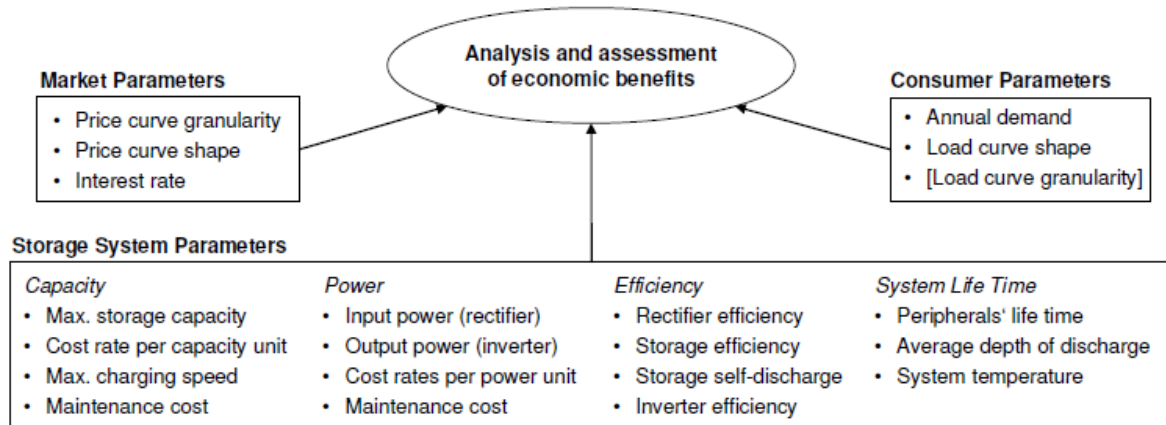 Analysis and assessment
of economic benefits
Market Parameters
• Price curve granularity
• Price curve shape
• Interest rate
Consumer Parameters
• Annual demand
• Load curve shape
• [Load curve granularity]
Storage System Parameters
Capacity
• Max. storage capacity
• Cost rate per capacity unit
• Max. charging speed
• Maintenance cost
Power
• Input power (rectifier)
• Output power (inverter)
• Cost rates per power unit
• Maintenance cost
Efficiency
• Rectifier efficiency
• Storage efficiency
• Storage self-discharge
• Inverter efficiency
System Life Time
• Peripherals‘ life time
• Average depth of discharge
• System temperature